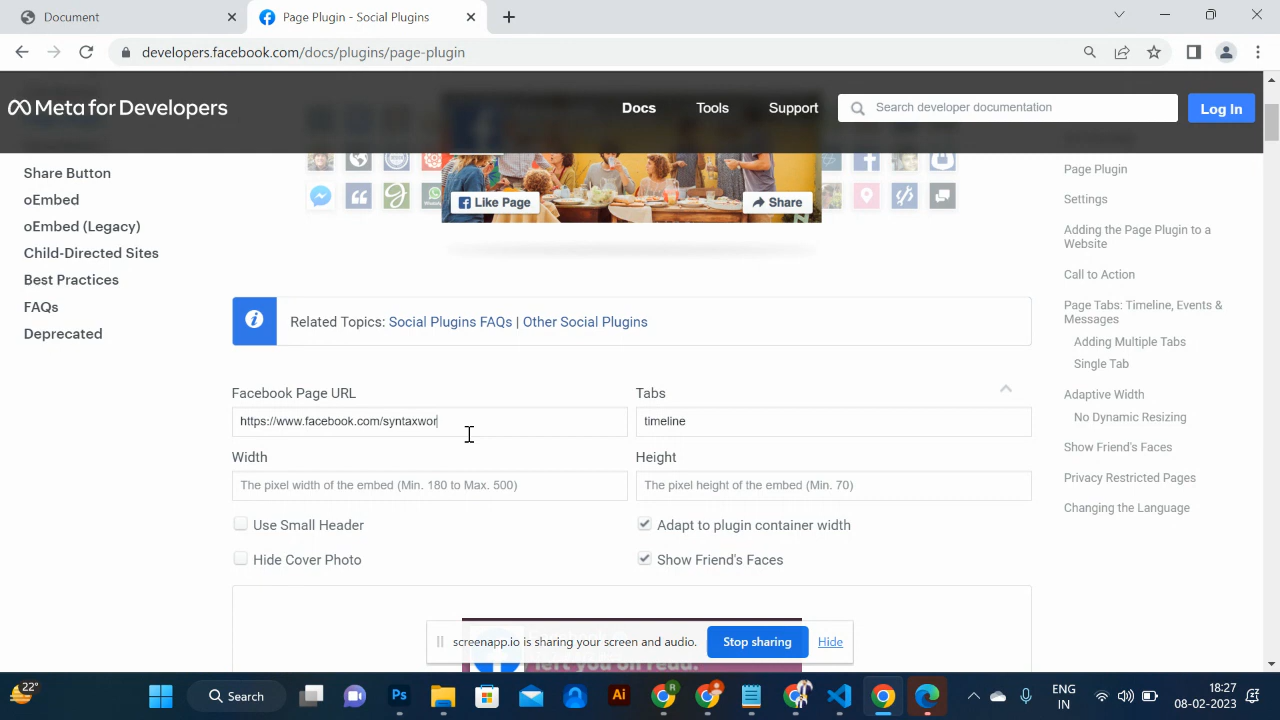 Document
Page Plugin - Social Plugins
developers.facebook.com/docs/plugins/page-plugin
Meta for Developers
Docs
Tools
Support
Search developer documentation
Log In
Share Button
oEmbed
oEmbed (Legacy)
Child-Directed Sites
Best Practices
FAQs
Deprecated
Like Page
Share
Related Topics: Social Plugins FAQs | Other Social Plugins
Facebook Page URL
https://www.facebook.com/syntaxwor
Tabs
timeline
Width
The pixel width of the embed (Min. 180 to Max. 500)
Height
The pixel height of the embed (Min. 70)
Use Small Header
Adapt to plugin container width
Hide Cover Photo
Show Friend's Faces
Page Plugin
Settings
Adding the Page Plugin to a
Website
Call to Action
Page Tabs: Timeline, Events &
Messages
Adding Multiple Tabs
Single Tab
Adaptive Width
No Dynamic Resizing
Show Friend's Faces
Privacy Restricted Pages
Changing the Language
screenapp.io is sharing your screen and audio.
Stop sharing
Hide
left you on read.
22°
Search
Ps
Ai
R
ENG
IN
18:27
08-02-2023